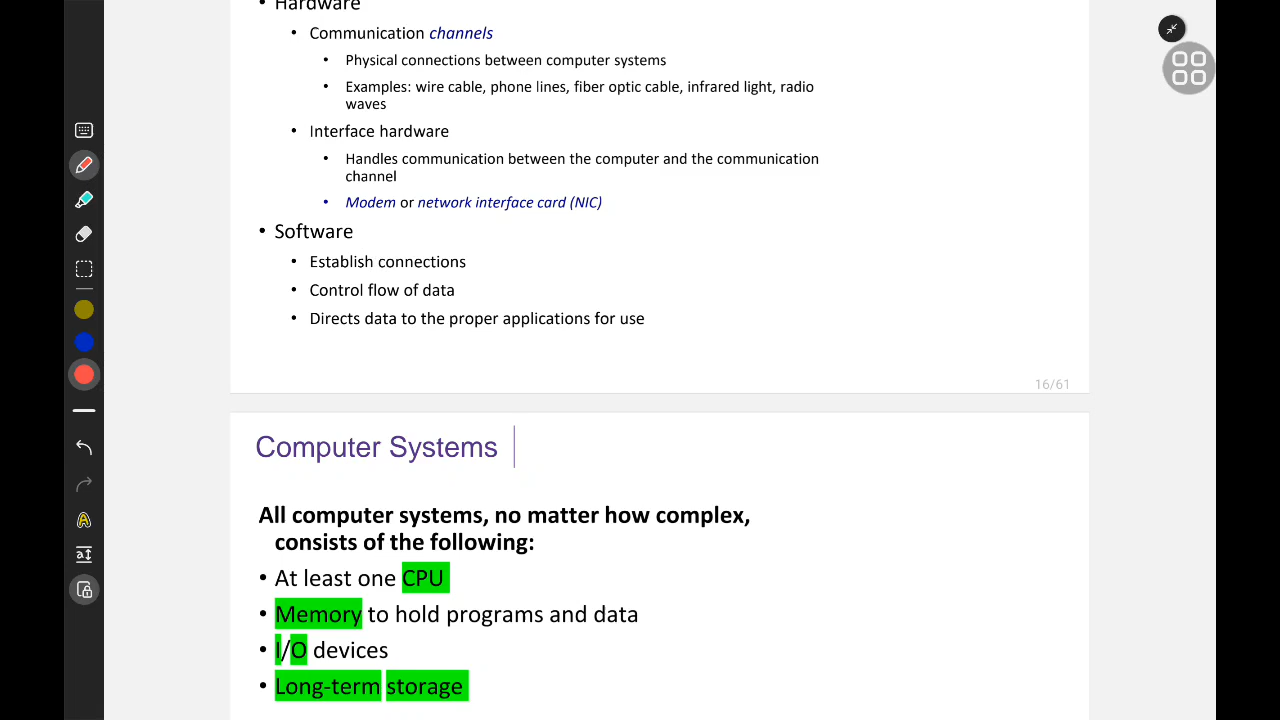 • Hardware
• Communication channels
• Physical connections between computer systems
• Examples: wire cable, phone lines, fiber optic cable, infrared light, radio
waves
• Interface hardware
• Handles communication between the computer and the communication
channel
• Modem or network interface card (NIC)
• Software
• Establish connections
• Control flow of data
• Directs data to the proper applications for use
16/61
Computer Systems
All computer systems, no matter how complex,
consists of the following:
• At least one CPU
• Memory to hold programs and data
• I/O devices
• Long-term storage